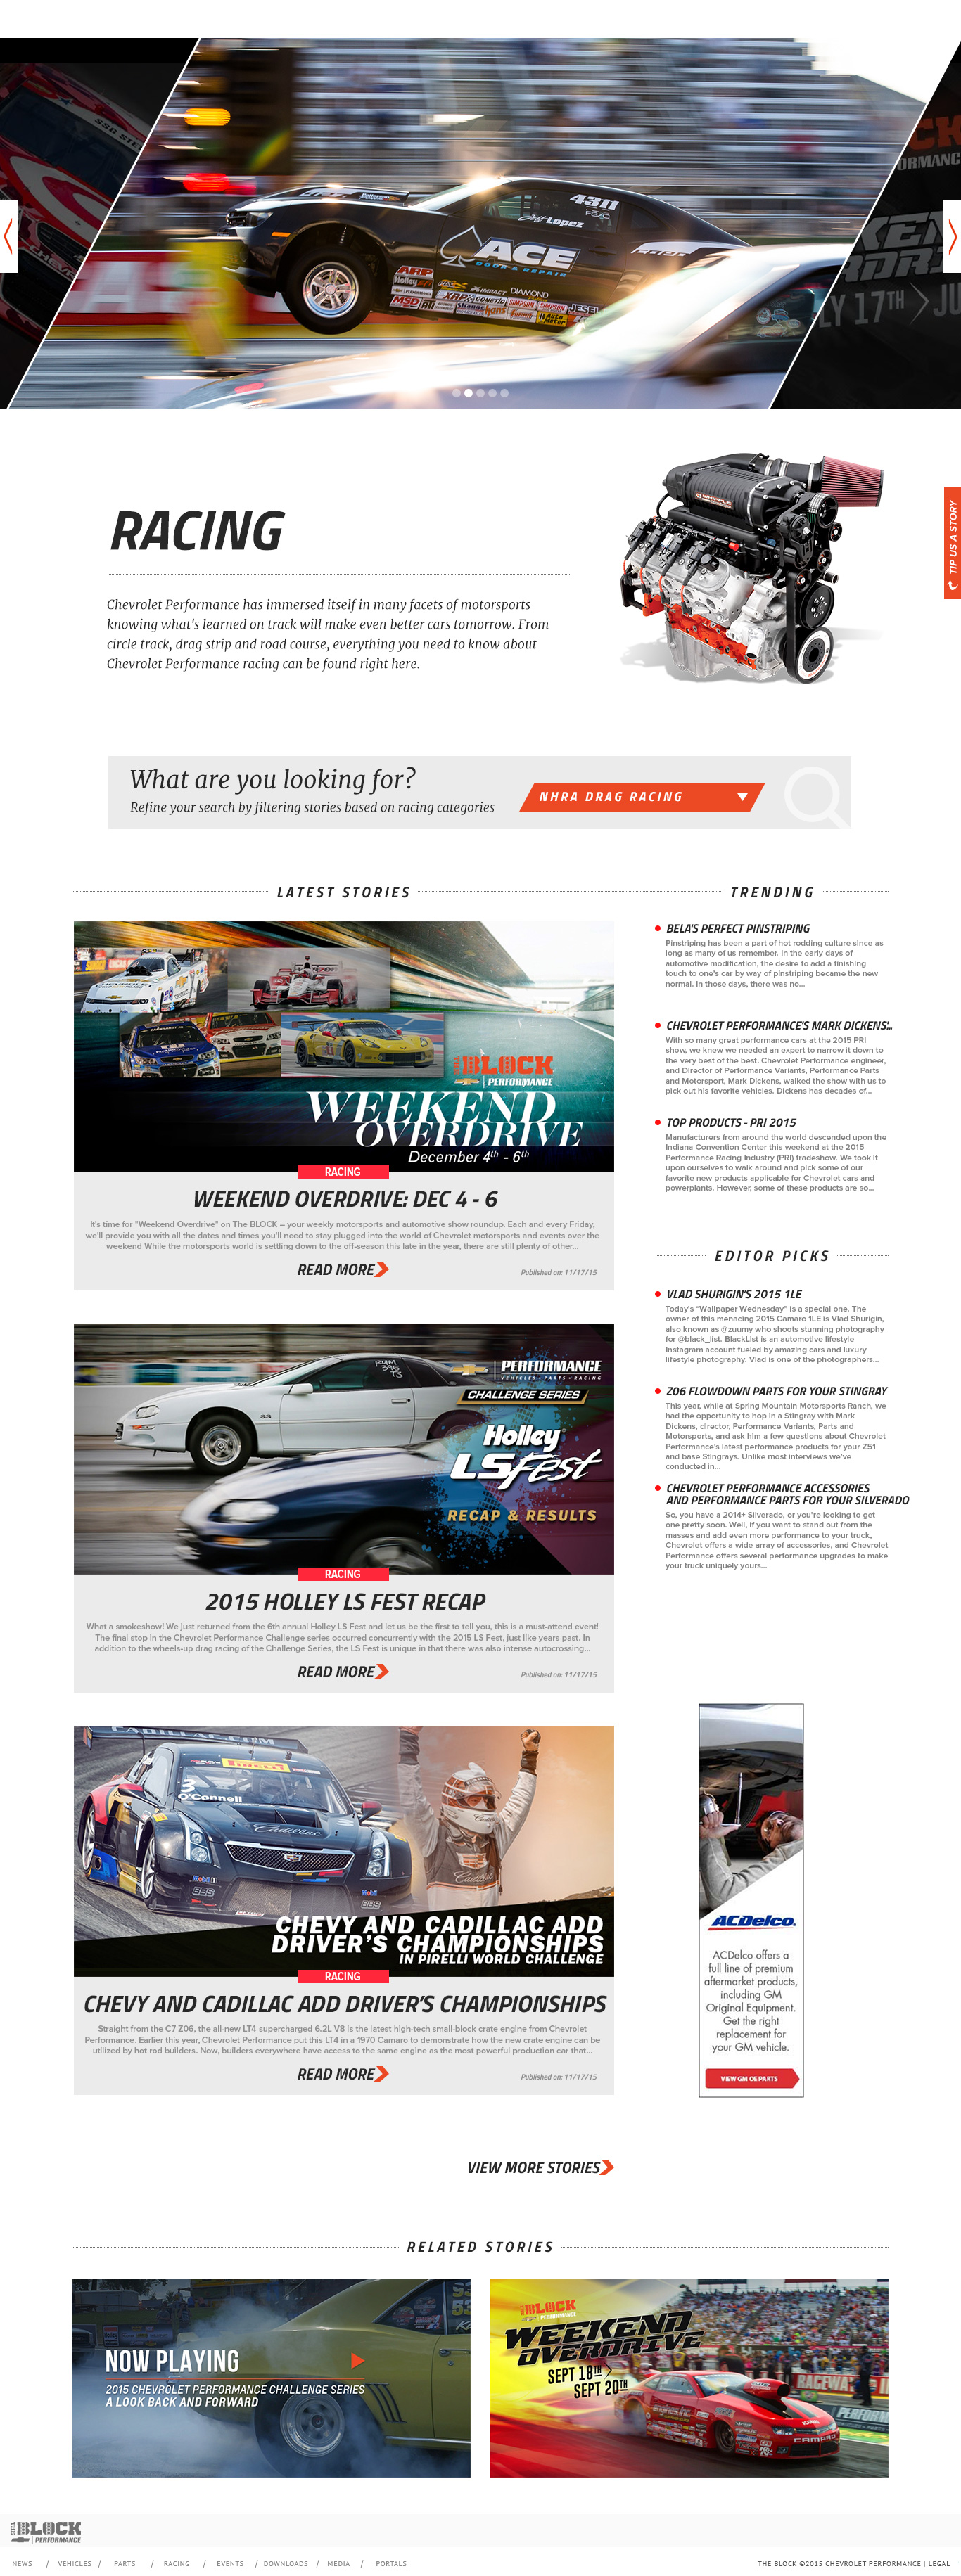 4311
Jeff Lopez
ACE
DOOR & REPAIR
ARP
Holley
MSD
ATI
XRP
COMETIC
IMPACT
DIAMOND
SIMPSON
SIMPSON
JESEL
LY 17TH > JU
TIP US A STORY
RACING
Chevrolet Performance has immersed itself in many facets of motorsports
knowing what's learned on track will make even better cars tomorrow. From
circle track, drag strip and road course, everything you need to know about
Chevrolet Performance racing can be found right here.
What are you looking for?
Refine your search by filtering stories based on racing categories
NHRA DRAG RACING
LATEST STORIES
THE BLOCK
PERFORMANCE
WEEKEND
OVERDRIVE
December 4th - 6th
RACING
WEEKEND OVERDRIVE: DEC 4 - 6
It's time for "Weekend Overdrive" on The BLOCK – your weekly motorsports and automotive show roundup. Each and every Friday,
we'll provide you with all the dates and times you'll need to stay plugged into the world of Chevrolet motorsports and events over the
weekend While the motorsports world is settling down to the off-season this late in the year, there are still plenty of other...
READ MORE
Published on: 11/17/15
PERFORMANCE
VEHICLES • PARTS • RACING
CHALLENGE SERIES
Holley
LS fest
RECAP & RESULTS
SS
RACING
2015 HOLLEY LS FEST RECAP
What a smokeshow! We just returned from the 6th annual Holley LS Fest and let us be the first to tell you, this is a must-attend event!
The final stop in the Chevrolet Performance Challenge series occurred concurrently with the 2015 LS Fest, just like years past. In
addition to the wheels-up drag racing of the Challenge Series, the LS Fest is unique in that there was also intense autocrossing...
READ MORE
Published on: 11/17/15
CADILLAC.COM
PIRELLI
3
O'Connell
Cadillac
Mobil 1
BBS
Mobil
BBS
Cadillac
CHEVY AND CADILLAC ADD
DRIVER'S CHAMPIONSHIPS
IN PIRELLI WORLD CHALLENGE
RACING
CHEVY AND CADILLAC ADD DRIVER'S CHAMPIONSHIPS
Straight from the C7 Z06, the all-new LT4 supercharged 6.2L V8 is the latest high-tech small-block crate engine from Chevrolet
Performance. Earlier this year, Chevrolet Performance put this LT4 in a 1970 Camaro to demonstrate how the new crate engine can be
utilized by hot rod builders. Now, builders everywhere have access to the same engine as the most powerful production car that...
READ MORE
Published on: 11/17/15
VIEW MORE STORIES
TRENDING
BELA'S PERFECT PINSTRIPING
Pinstriping has been a part of hot rodding culture since as
long as many of us remember. In the early days of
automotive modification, the desire to add a finishing
touch to one's car by way of pinstriping became the new
normal. In those days, there was no...
CHEVROLET PERFORMANCE'S MARK DICKENS'...
With so many great performance cars at the 2015 PRI
show, we knew we needed an expert to narrow it down to
the very best of the best. Chevrolet Performance engineer,
and Director of Performance Variants, Performance Parts
and Motorsport, Mark Dickens, walked the show with us to
pick out his favorite vehicles. Dickens has decades of...
TOP PRODUCTS - PRI 2015
Manufacturers from around the world descended upon the
Indiana Convention Center this weekend at the 2015
Performance Racing Industry (PRI) tradeshow. We took it
upon ourselves to walk around and pick some of our
favorite new products applicable for Chevrolet cars and
powerplants. However, some of these products are so...
EDITOR PICKS
VLAD SHURIGIN'S 2015 1LE
Today's "Wallpaper Wednesday" is a special one. The
owner of this menacing 2015 Camaro 1LE is Vlad Shurigin,
also known as @zuumy who shoots stunning photography
for @black_list. BlackList is an automotive lifestyle
Instagram account fueled by amazing cars and luxury
lifestyle photography. Vlad is one of the photographers...
Z06 FLOWDOWN PARTS FOR YOUR STINGRAY
This year, while at Spring Mountain Motorsports Ranch, we
had the opportunity to hop in a Stingray with Mark
Dickens, director, Performance Variants, Parts and
Motorsports, and ask him a few questions about Chevrolet
Performance's latest performance products for your Z51
and base Stingrays. Unlike most interviews we've
conducted in...
CHEVROLET PERFORMANCE ACCESSORIES
AND PERFORMANCE PARTS FOR YOUR SILVERADO
So, you have a 2014+ Silverado, or you're looking to get
one pretty soon. Well, if you want to stand out from the
masses and add even more performance to your truck,
Chevrolet offers a wide array of accessories, and Chevrolet
Performance offers several performance upgrades to make
your truck uniquely yours...
ACDelco.
ACDelco offers a
full line of premium
aftermarket products,
including GM
Original Equipment.
Get the right
replacement for
your GM vehicle.
VIEW GM OE PARTS
RELATED STORIES
NOW PLAYING
2015 CHEVROLET PERFORMANCE CHALLENGE SERIES
A LOOK BACK AND FORWARD
THE BLOCK
PERFORMANCE
WEEKEND
OVERDRIVE
SEPT 18TH >
SEPT 20TH
CAMARO
THE BLOCK
PERFORMANCE
NEWS / VEHICLES / PARTS / RACING / EVENTS / DOWNLOADS / MEDIA / PORTALS
THE BLOCK ©2015 CHEVROLET PERFORMANCE | LEGAL